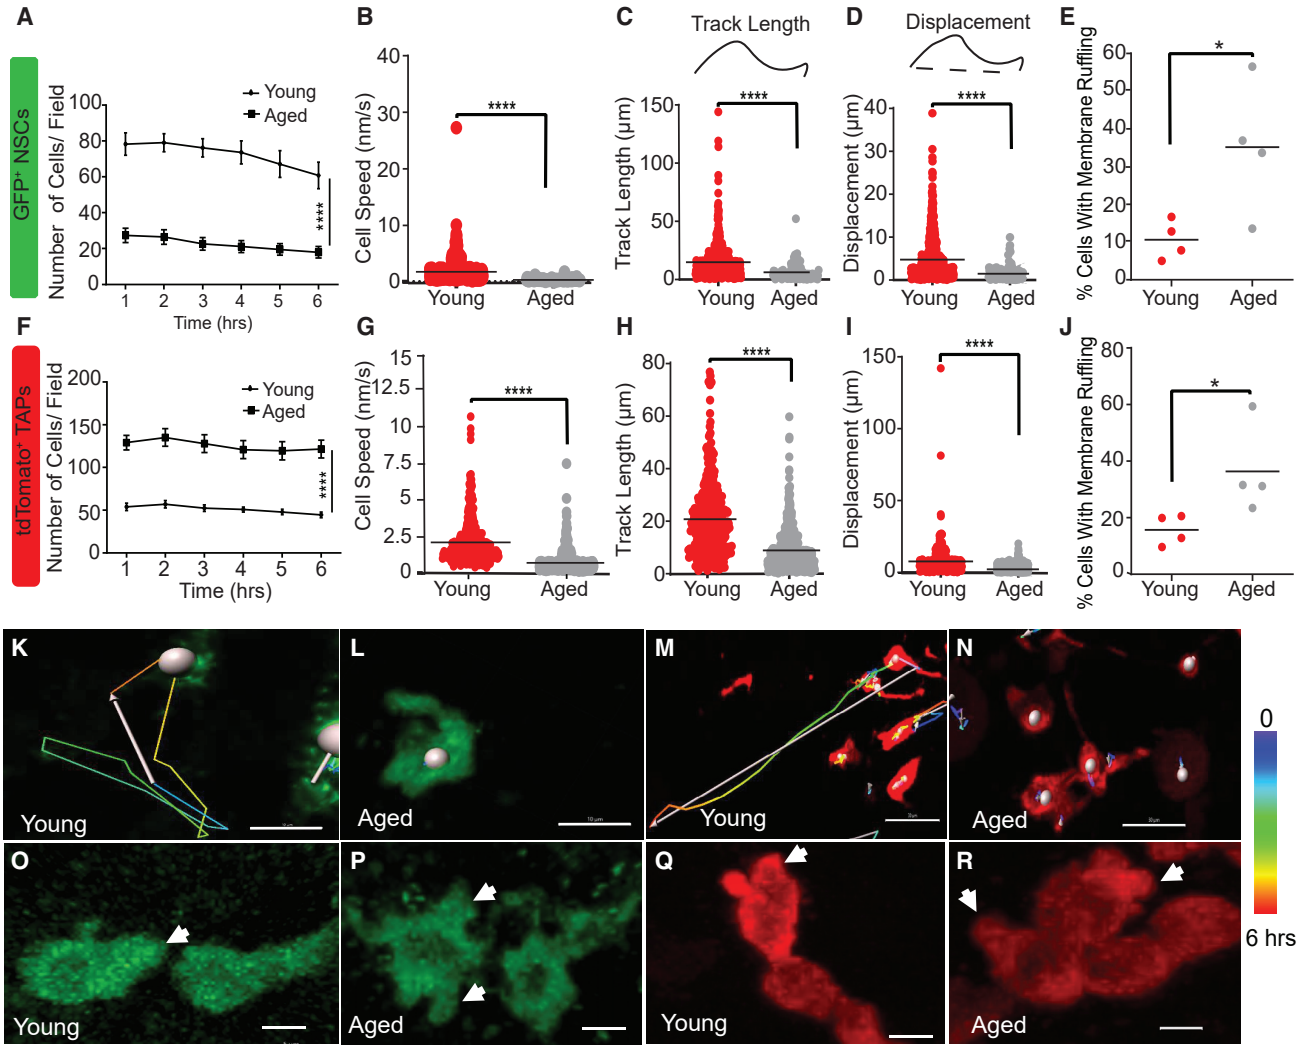 A
B
C
D
E
GFP+ NSCs
Number of Cells/ Field
100
80
60
40
20
0
Young
Aged
****
1 2 3 4 5 6
Time (hrs)
Cell Speed (nm/s)
40
30
20
10
0
****
Young Aged
Track Length
Track Length (µm)
150
100
50
0
****
Young Aged
Displacement
Displacement (µm)
40
30
20
10
0
****
Young Aged
% Cells With Membrane Ruffling
60
50
40
30
20
10
0
*
Young Aged
F
G
H
I
J
tdTomato+ TAPs
Number of Cells/ Field
200
150
100
50
0
Young
Aged
****
1 2 3 4 5 6
Time (hrs)
Cell Speed (nm/s)
15
12.5
10
7.5
5
2.5
0
****
Young Aged
Track Length (µm)
80
60
40
20
0
****
Young Aged
Displacement (µm)
150
100
50
0
****
Young Aged
% Cells With Membrane Ruffling
80
60
40
20
0
*
Young Aged
K
Young
L
10 µm
Aged
M
Young
N
Aged
0
6 hrs
O
Young
P
Aged
Q
Young
R
Aged